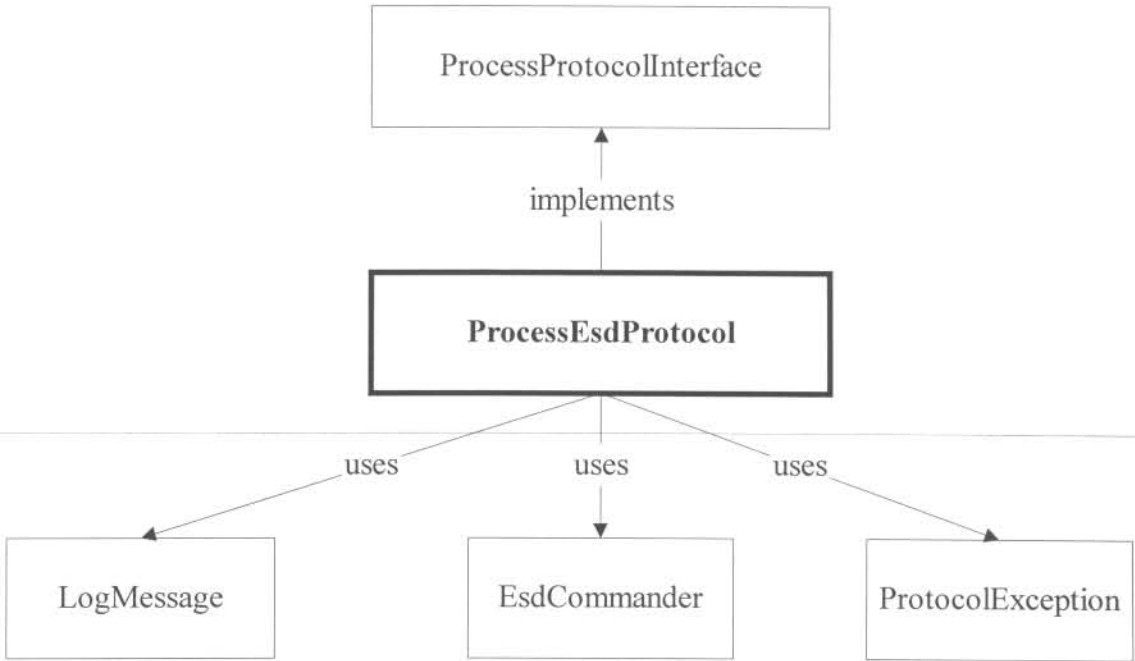 ProcessProtocolInterface
implements
ProcessEsdProtocol
uses uses uses
LogMessage EsdCommander ProtocolException